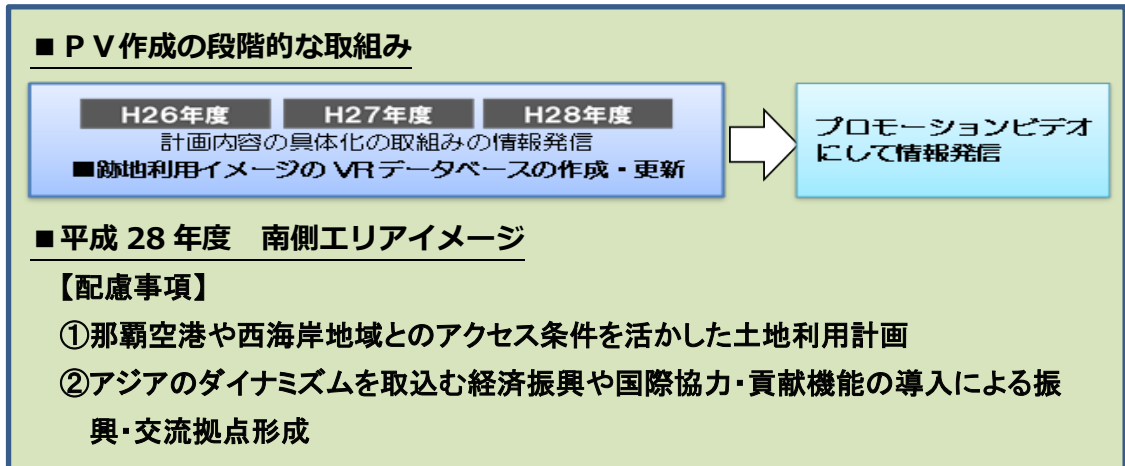 ■ＰＶ作成の段階的な取組み
H26年度 H27年度 H28年度
計画内容の具体化の取組みの情報発信
■跡地利用イメージの VR データベースの作成・更新
プロモーションビデオ
にして情報発信
■平成 28 年度　南側エリアイメージ
【配慮事項】
①那覇空港や西海岸地域とのアクセス条件を活かした土地利用計画
②アジアのダイナミズムを取込む経済振興や国際協力・貢献機能の導入による振
興・交流拠点形成